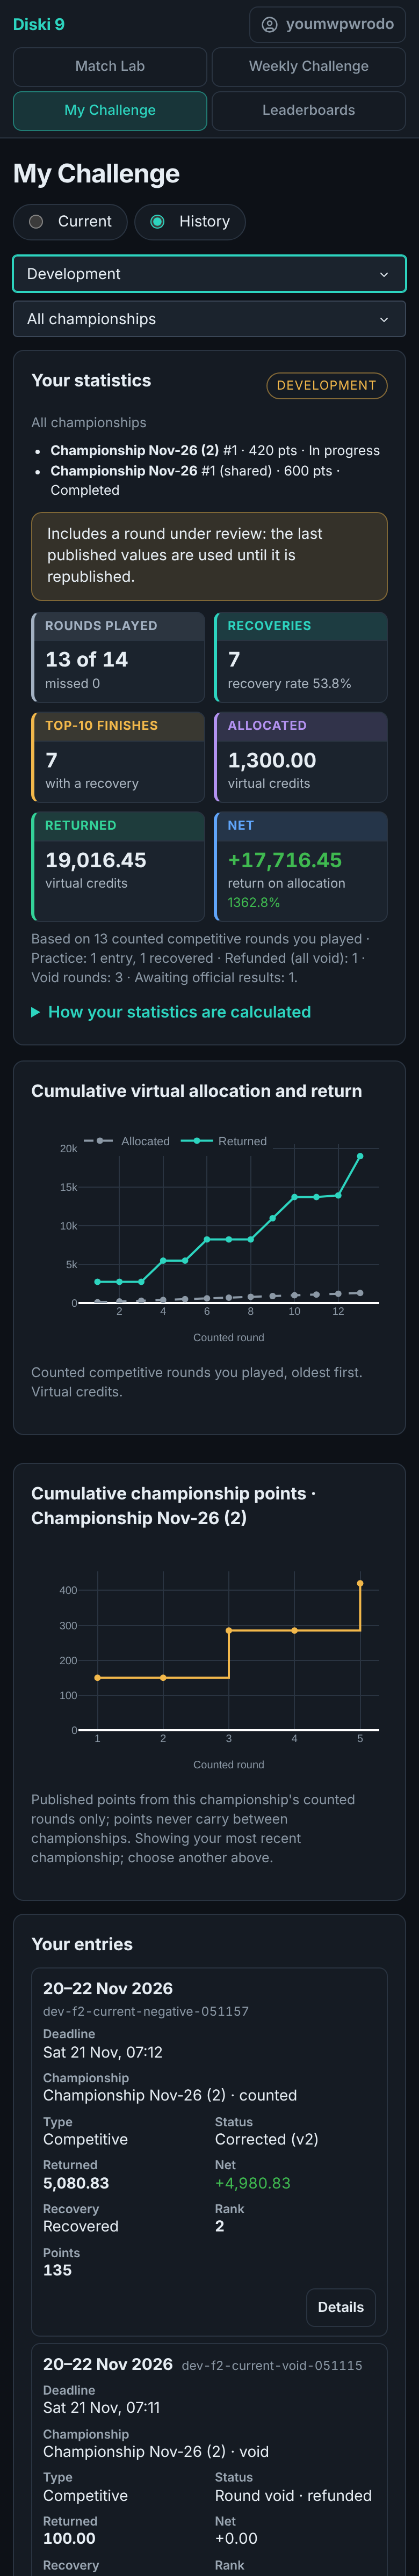 Diski 9
youmwpwrodo
Match Lab
Weekly Challenge
My Challenge
Leaderboards
My Challenge
Current
History
Development
All championships
Your statistics
DEVELOPMENT
All championships
• Championship Nov-26 (2) #1 · 420 pts · In progress
• Championship Nov-26 #1 (shared) · 600 pts ·
Completed
Includes a round under review: the last
published values are used until it is
republished.
ROUNDS PLAYED
13 of 14
missed 0
RECOVERIES
7
recovery rate 53.8%
TOP-10 FINISHES
7
with a recovery
ALLOCATED
1,300.00
virtual credits
RETURNED
19,016.45
virtual credits
NET
+17,716.45
return on allocation
1362.8%
Based on 13 counted competitive rounds you played ·
Practice: 1 entry, 1 recovered · Refunded (all void): 1 ·
Void rounds: 3 · Awaiting official results: 1.
How your statistics are calculated
Cumulative virtual allocation and return
Allocated
Returned
20k
15k
10k
5k
0
2
4
6
8
10
12
Counted round
Counted competitive rounds you played, oldest first.
Virtual credits.
Cumulative championship points ·
Championship Nov-26 (2)
400
300
200
100
0
1
2
3
4
5
Counted round
Published points from this championship's counted
rounds only; points never carry between
championships. Showing your most recent
championship; choose another above.
Your entries
20–22 Nov 2026
dev-f2-current-negative-051157
Deadline
Sat 21 Nov, 07:12
Championship
Championship Nov-26 (2) · counted
Type
Competitive
Status
Corrected (v2)
Returned
5,080.83
Net
+4,980.83
Recovery
Recovered
Rank
2
Points
135
Details
20–22 Nov 2026 dev-f2-current-void-051115
Deadline
Sat 21 Nov, 07:11
Championship
Championship Nov-26 (2) · void
Type
Competitive
Status
Round void · refunded
Returned
100.00
Net
+0.00
Recovery
Rank